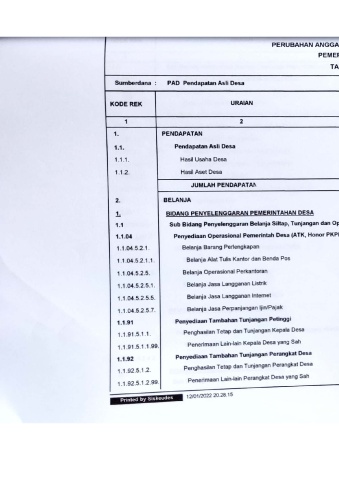 PERUBAHAN ANGGA
PEMER
TA
Sumberdana : PAD Pendapatan Asli Desa
KODE REK URAIAN
1 2
1. PENDAPATAN
1.1. Pendapatan Asli Desa
1.1.1. Hasil Usaha Desa
1.1.2. Hasil Aset Desa
JUMLAH PENDAPATAN
2. BELANJA
1. BIDANG PENYELENGGARAN PEMERINTAHAN DESA
1.1 Sub Bidang Penyelenggaran Belanja Siltap, Tunjangan dan Op
1.1.04 Penyediaan Operasional Pemerintah Desa (ATK, Honor PKPK
1.1.04.5.2.1. Belanja Barang Perlengkapan
1.1.04.5.2.1.1. Belanja Alat Tulis Kantor dan Benda Pos
1.1.04.5.2.5. Belanja Operasional Perkantoran
1.1.04.5.2.5.1. Belanja Jasa Langganan Listrik
1.1.04.5.2.5.5. Belanja Jasa Langganan Internet
1.1.04.5.2.5.7. Belanja Jasa Perpanjangan Ijin/Pajak
1.1.91 Penyediaan Tambahan Tunjangan Petinggi
1.1.91.5.1.1. Penghasilan Tetap dan Tunjangan Kepala Desa
1.1.91.5.1.1.99. Penerimaan Lain-lain Kepala Desa yang Sah
1.1.92 Penyediaan Tambahan Tunjangan Perangkat Desa
1.1.92.5.1.2. Penghasilan Tetap dan Tunjangan Perangkat Desa
1.1.92.5.1.2.99. Penerimaan Lain-lain Perangkat Desa yang Sah
Printed by Siskeudes 12/01/2022 20.28.15